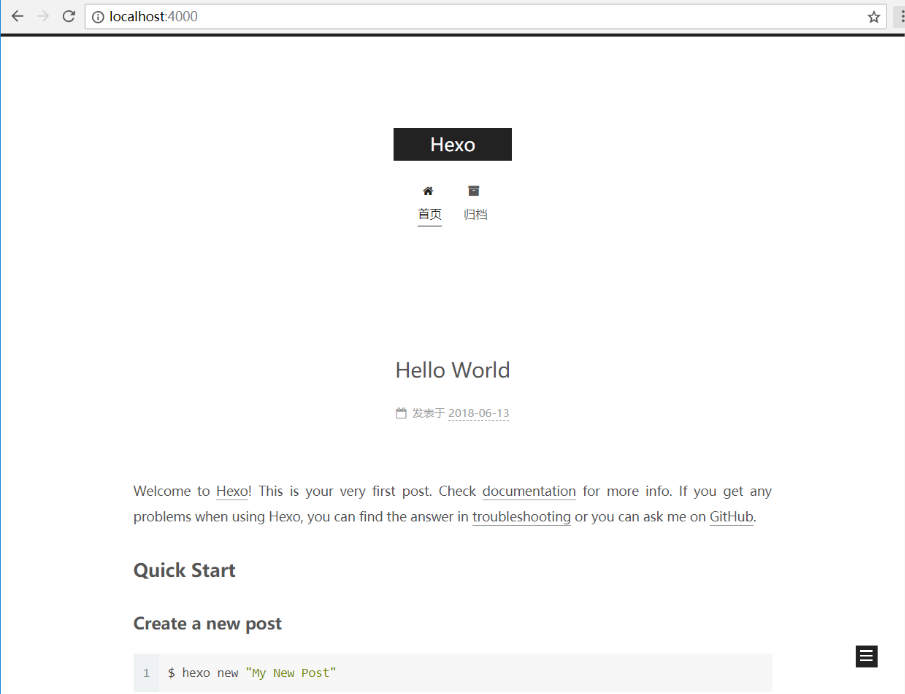 localhost:4000
Hexo
首页 归档
Hello World
发表于 2018-06-13
Welcome to Hexo! This is your very first post. Check documentation for more info. If you get any
problems when using Hexo, you can find the answer in troubleshooting or you can ask me on GitHub.
Quick Start
Create a new post
1 $ hexo new "My New Post"